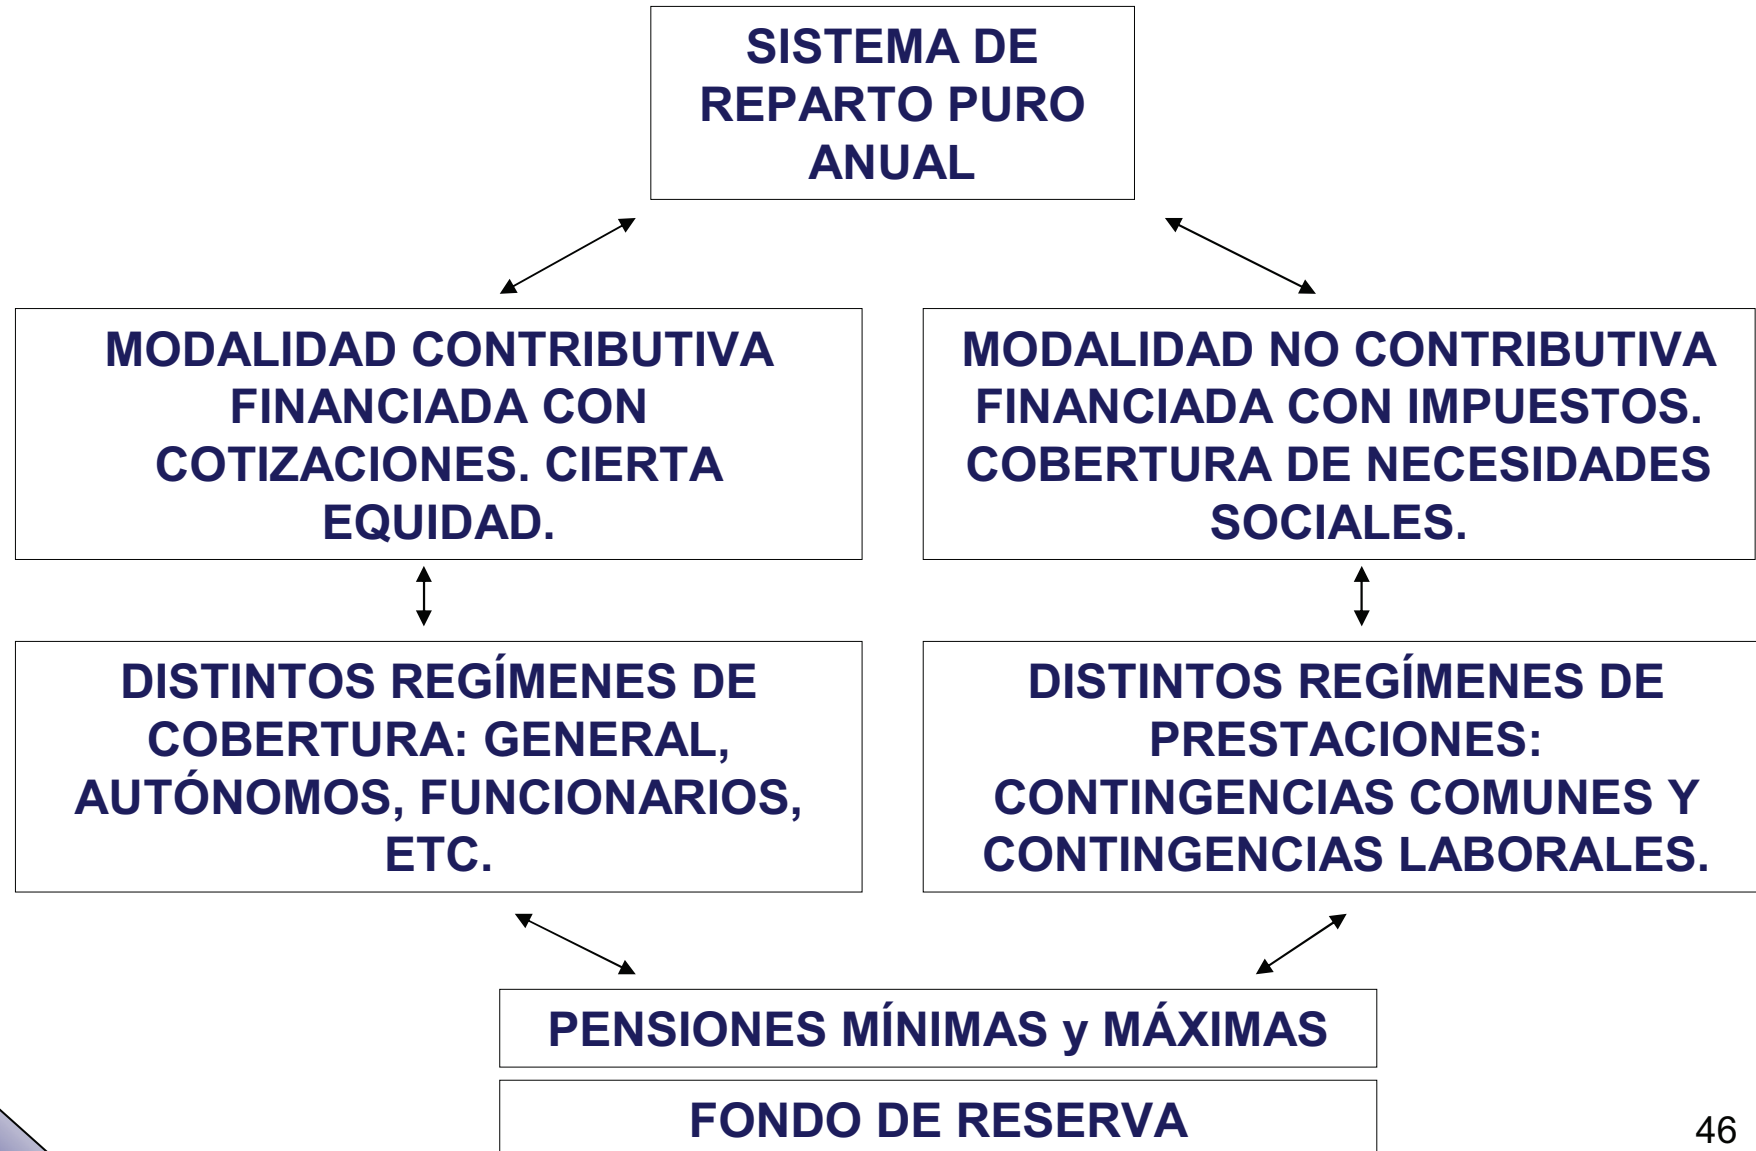 SISTEMA DE
REPARTO PURO
ANUAL
MODALIDAD CONTRIBUTIVA
FINANCIADA CON
COTIZACIONES. CIERTA
EQUIDAD.
MODALIDAD NO CONTRIBUTIVA
FINANCIADA CON IMPUESTOS.
COBERTURA DE NECESIDADES
SOCIALES.
DISTINTOS REGÍMENES DE
COBERTURA: GENERAL,
AUTÓNOMOS, FUNCIONARIOS,
ETC.
DISTINTOS REGÍMENES DE
PRESTACIONES:
CONTINGENCIAS COMUNES Y
CONTINGENCIAS LABORALES.
PENSIONES MÍNIMAS y MÁXIMAS
FONDO DE RESERVA
46